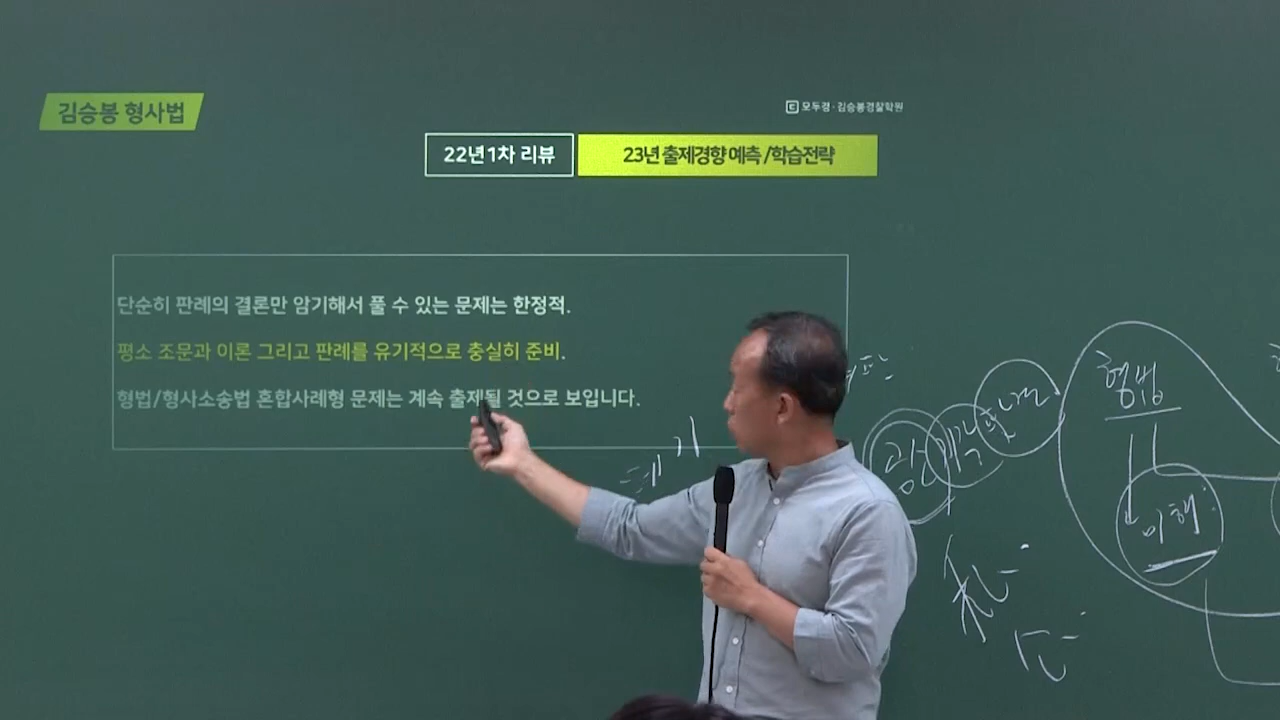 김승봉 형사법
모두경·김승봉경찰학원
22년 1차 리뷰
23년 출제경향 예측 /학습전략
단순히 판례의 결론만 암기해서 풀 수 있는 문제는 한정적.
평소 조문과 이론 그리고 판례를 유기적으로 충실히 준비.
형법/형사소송법 혼합사례형 문제는 계속 출제될 것으로 보입니다.
형법
이해